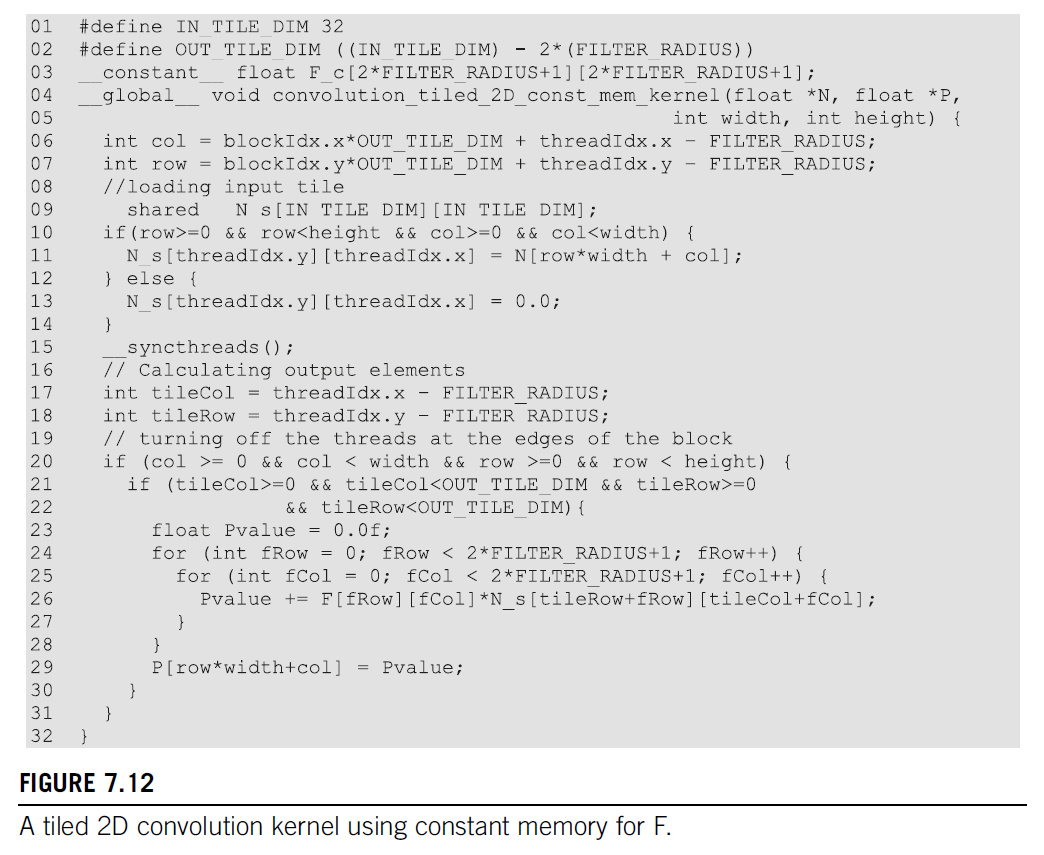 01 #define IN_TILE_DIM 32
02 #define OUT_TILE_DIM ((IN_TILE_DIM) - 2*(FILTER_RADIUS))
03 __constant__ float F_c[2*FILTER_RADIUS+1][2*FILTER_RADIUS+1];
04 __global__ void convolution_tiled_2D_const_mem_kernel(float *N, float *P,
05 int width, int height) {
06 int col = blockIdx.x*OUT_TILE_DIM + threadIdx.x - FILTER_RADIUS;
07 int row = blockIdx.y*OUT_TILE_DIM + threadIdx.y - FILTER_RADIUS;
08 //loading input tile
09 shared N s[IN TILE DIM][IN TILE DIM];
10 if(row>=0 && row<height && col>=0 && col<width) {
11 N_s[threadIdx.y][threadIdx.x] = N[row*width + col];
12 } else {
13 N_s[threadIdx.y][threadIdx.x] = 0.0;
14 }
15 __syncthreads();
16 // Calculating output elements
17 int tileCol = threadIdx.x - FILTER_RADIUS;
18 int tileRow = threadIdx.y - FILTER_RADIUS;
19 // turning off the threads at the edges of the block
20 if (col >= 0 && col < width && row >=0 && row < height) {
21 if (tileCol>=0 && tileCol<OUT_TILE_DIM && tileRow>=0
22 && tileRow<OUT_TILE_DIM){
23 float Pvalue = 0.0f;
24 for (int fRow = 0; fRow < 2*FILTER_RADIUS+1; fRow++) {
25 for (int fCol = 0; fCol < 2*FILTER_RADIUS+1; fCol++) {
26 Pvalue += F[fRow][fCol]*N_s[tileRow+fRow][tileCol+fCol];
27 }
28 }
29 P[row*width+col] = Pvalue;
30 }
31 }
32 }
FIGURE 7.12
A tiled 2D convolution kernel using constant memory for F.